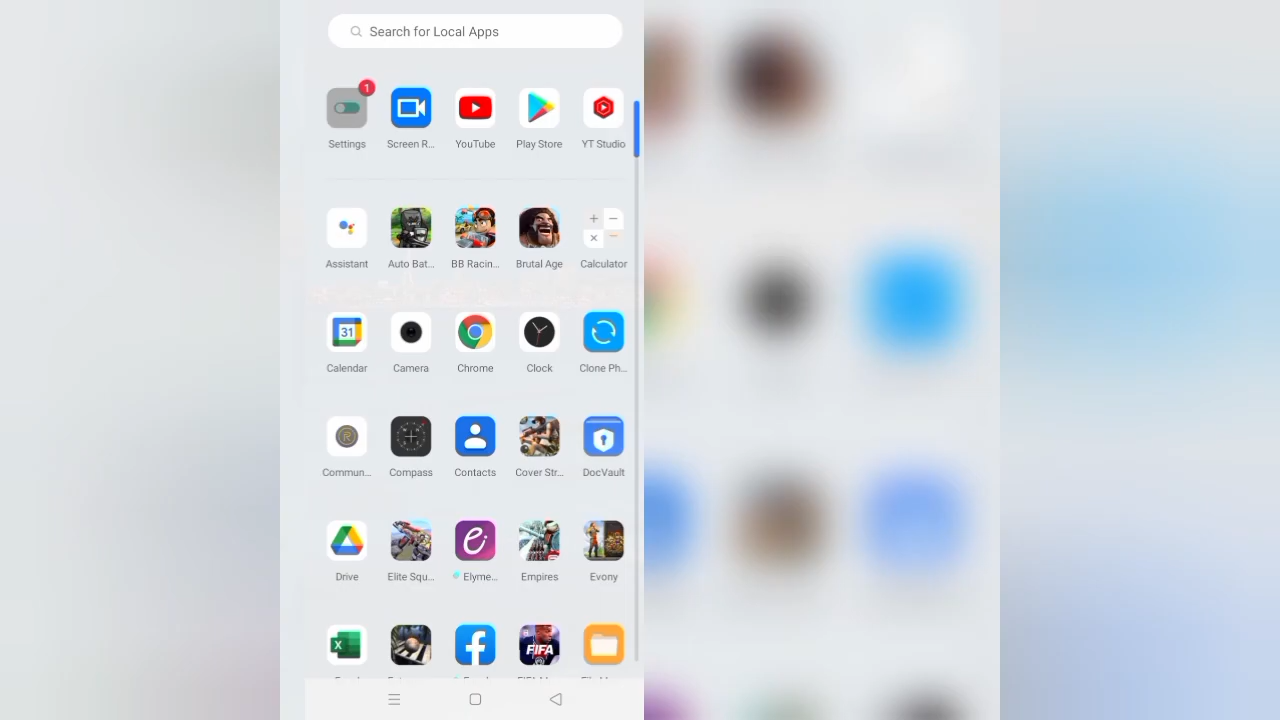 Search for Local Apps
1
Settings
Screen R...
YouTube
Play Store
YT Studio
Assistant
Auto Bat...
BB Racin...
Brutal Age
Calculator
31
Calendar
Camera
Chrome
Clock
Clone Ph...
Commun...
Compass
Contacts
Cover Str...
DocVault
Drive
Elite Squ...
Elyme...
Empires
Evony
FIFA